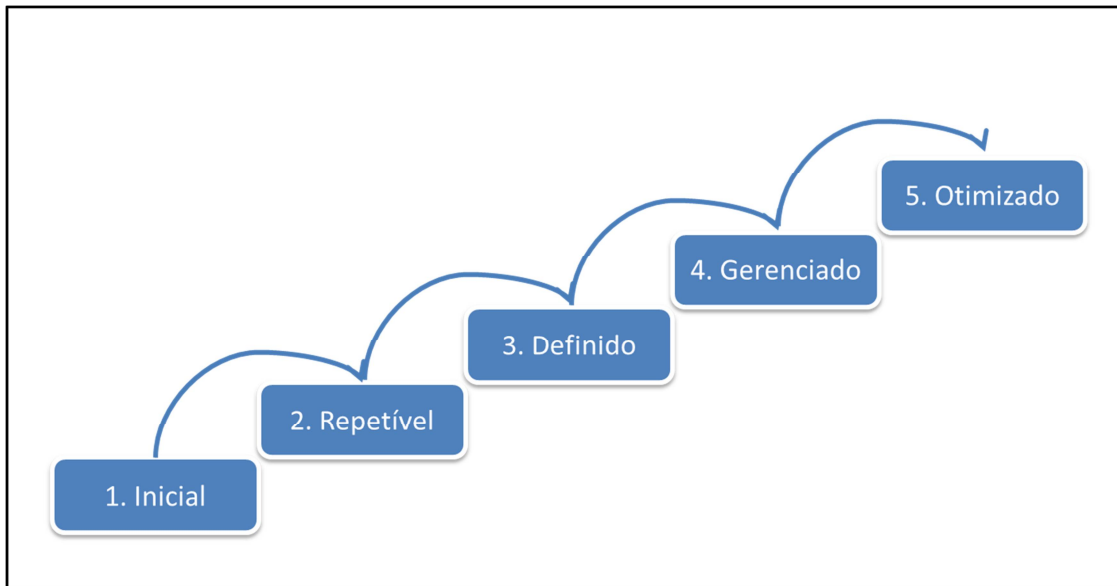 5. Otimizado
4. Gerenciado
3. Definido
2. Repetível
1. Inicial